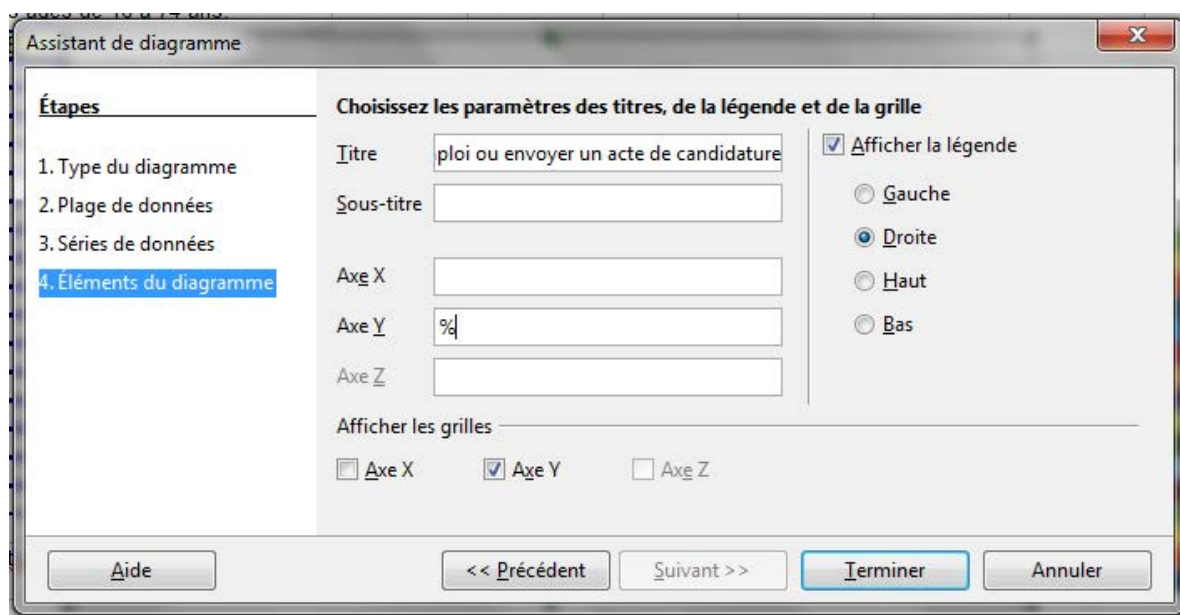 Assistant de diagramme
Étapes
1. Type du diagramme
2. Plage de données
3. Séries de données
4. Éléments du diagramme
Choisissez les paramètres des titres, de la légende et de la grille
Titre ploi ou envoyer un acte de candidature
Sous-titre
Axe X
Axe Y %
Axe Z
Afficher la légende
Gauche
Droite
Haut
Bas
Afficher les grilles
Axe X Axe Y Axe Z
Aide << Précédent Suivant >> Terminer Annuler